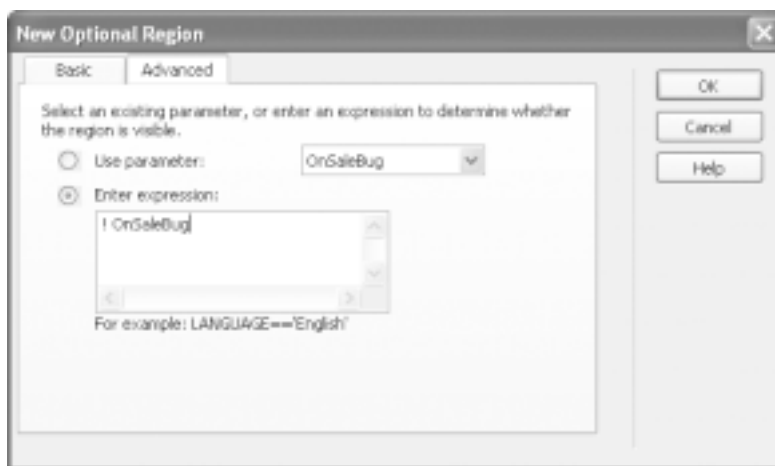 New Optional Region
Basic Advanced
OK
Select an existing parameter, or enter an expression to determine whether
the region is visible.
Cancel
Use parameter: OnSaleBug
Help
Enter expression:
! OnSaleBug
For example: LANGUAGE=='English'